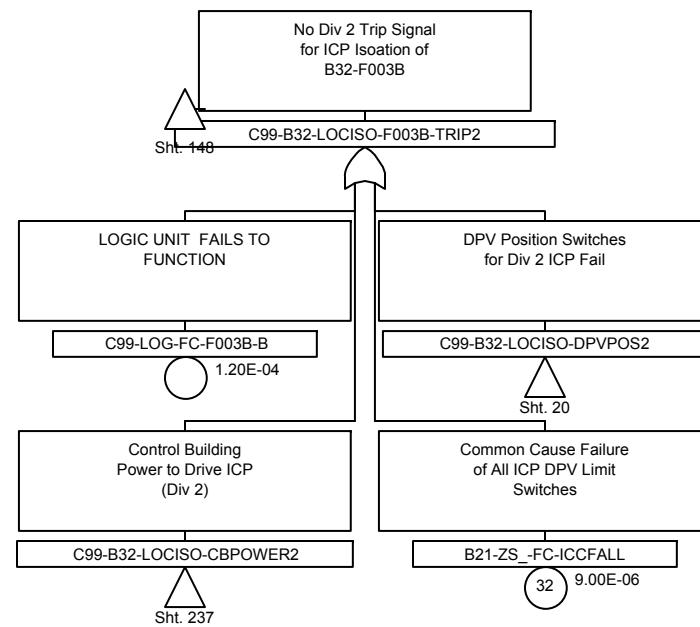 No Div 2 Trip Signal
for ICP Isoation of
B32-F003B
C99-B32-LOCISO-F003B-TRIP2
Sht. 148
LOGIC UNIT  FAILS TO
FUNCTION
C99-LOG-FC-F003B-B
1.20E-04
DPV Position Switches
for Div 2 ICP Fail
C99-B32-LOCISO-DPVPOS2
Sht. 20
Control Building
Power to Drive ICP
(Div 2)
C99-B32-LOCISO-CBPOWER2
Sht. 237
Common Cause Failure
of All ICP DPV Limit
Switches
B21-ZS_-FC-ICCFALL
32
9.00E-06